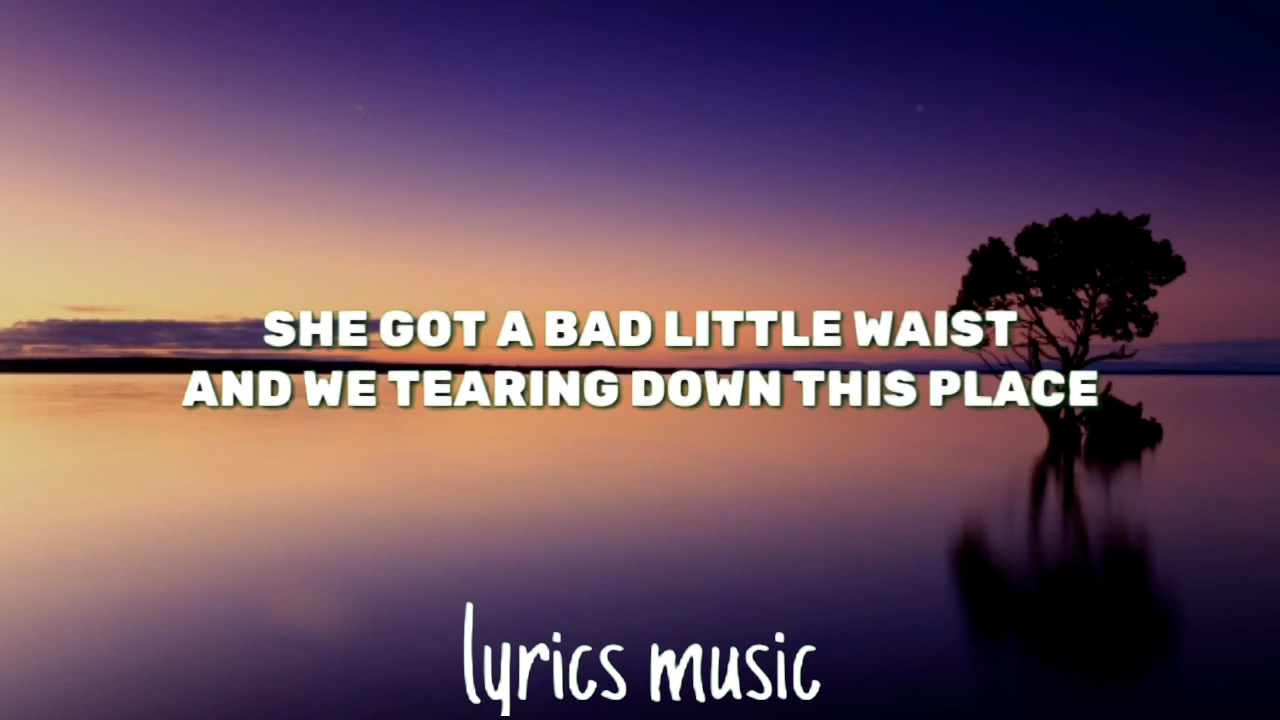 SHE GOT A BAD LITTLE WAIST
AND WE TEARING DOWN THIS PLACE
lyrics music